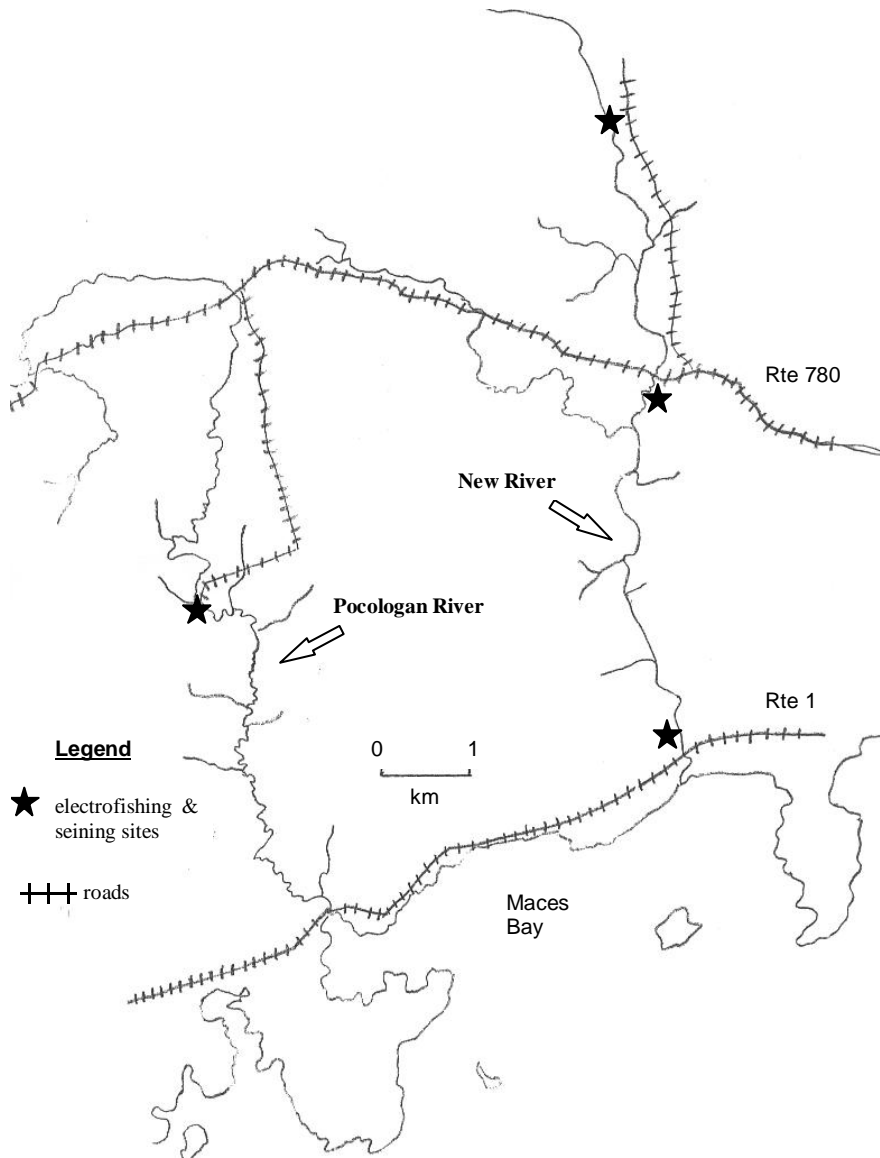 Rte 780
New River
Pocologan River
Rte 1
Legend
0 1
km
electrofishing &
seining sites
roads
Maces
Bay